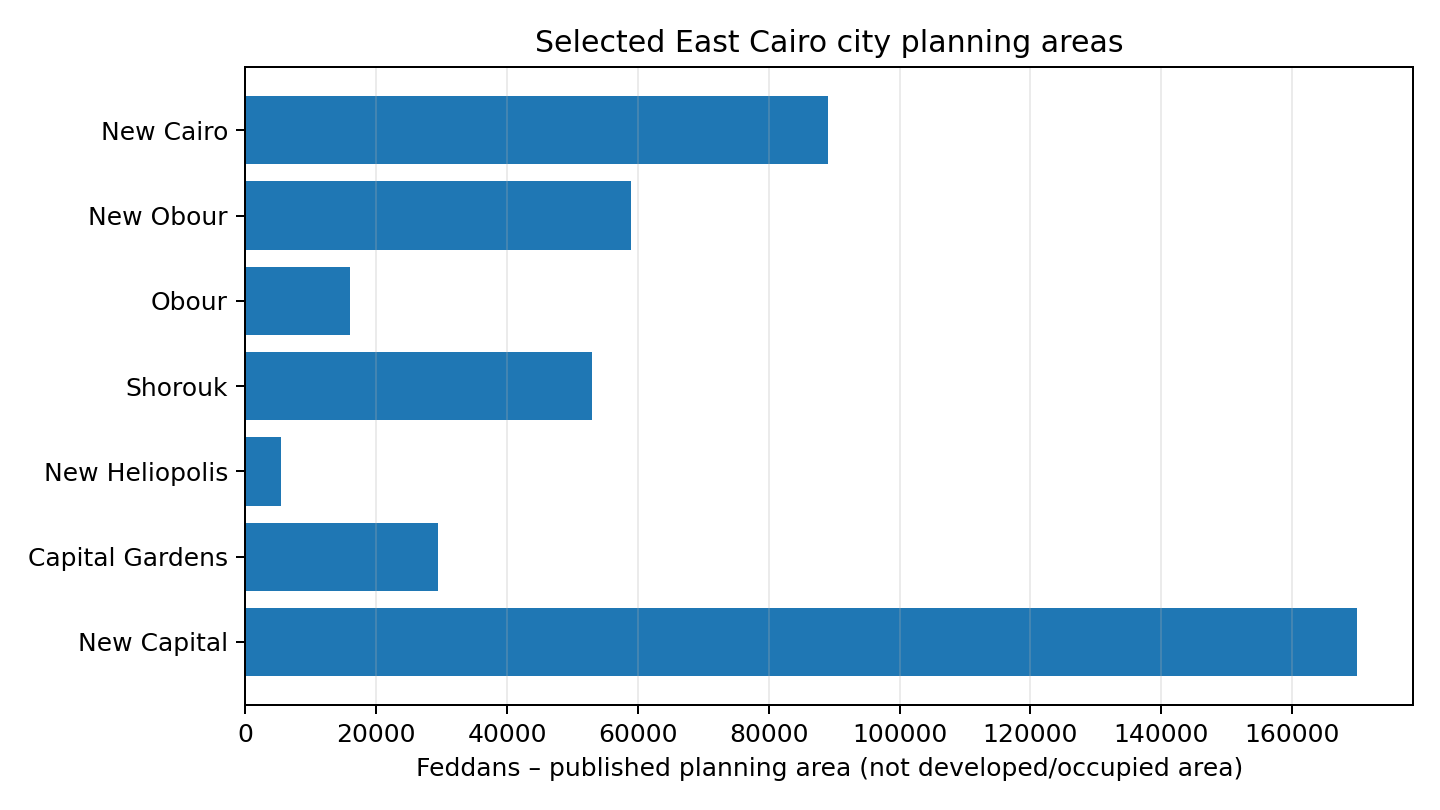 Selected East Cairo city planning areas
New Cairo
New Obour
Obour
Shorouk
New Heliopolis
Capital Gardens
New Capital
0 20000 40000 60000 80000 100000 120000 140000 160000
Feddans – published planning area (not developed/occupied area)